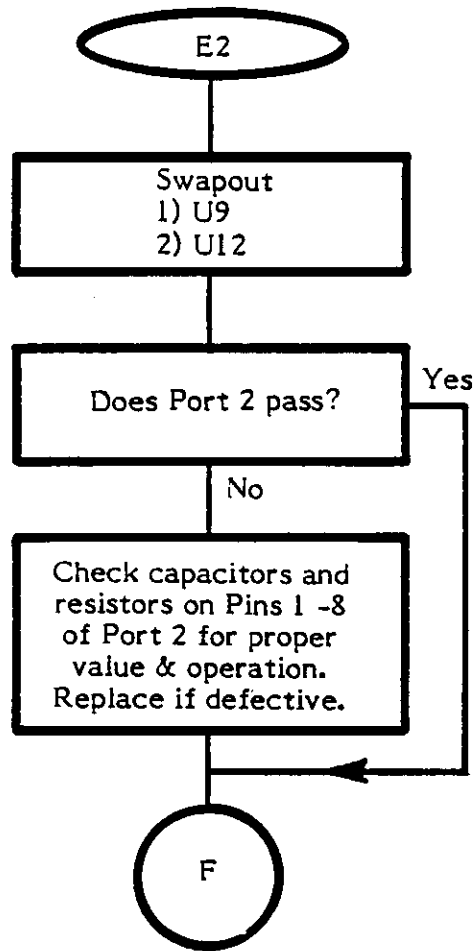 E2
Swapout
1) U9
2) U12
Does Port 2 pass?
Yes
No
Check capacitors and
resistors on Pins 1 -8
of Port 2 for proper
value & operation.
Replace if defective.
F